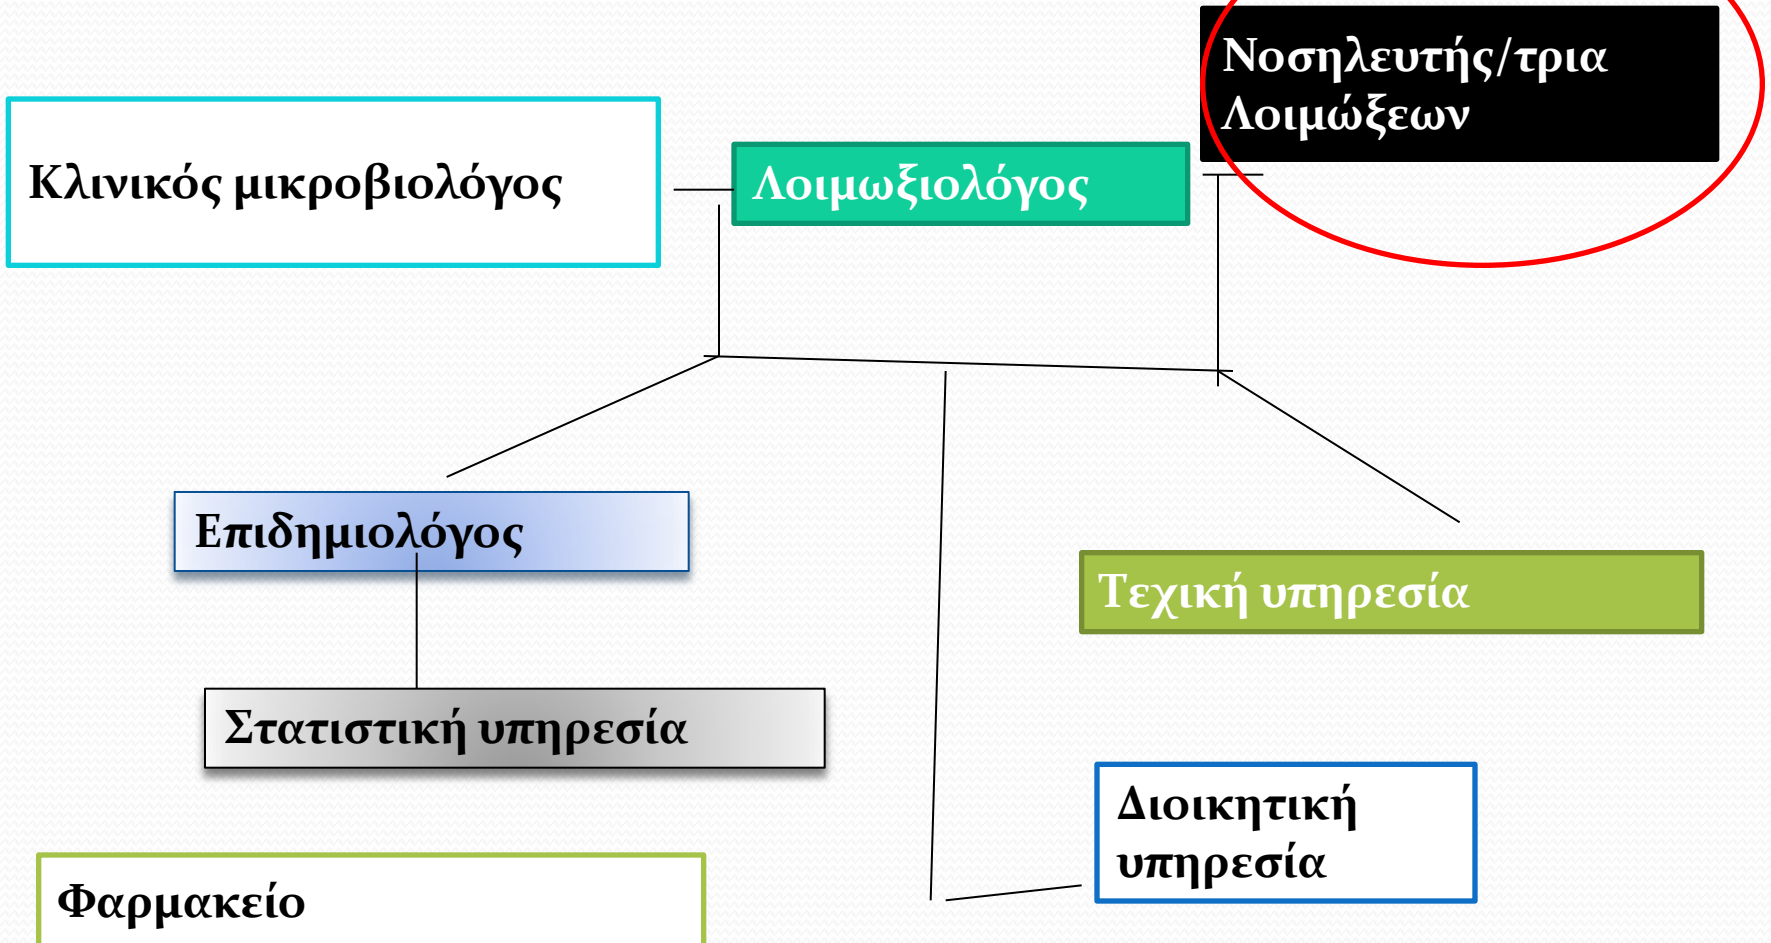 Νοσηλευτής/τρια
Λοιμώξεων
Κλινικός μικροβιολόγος
Λοιμωξιολόγος
Επιδημιολόγος
Τεχική υπηρεσία
Στατιστική υπηρεσία
Διοικητική
υπηρεσία
Φαρμακείο